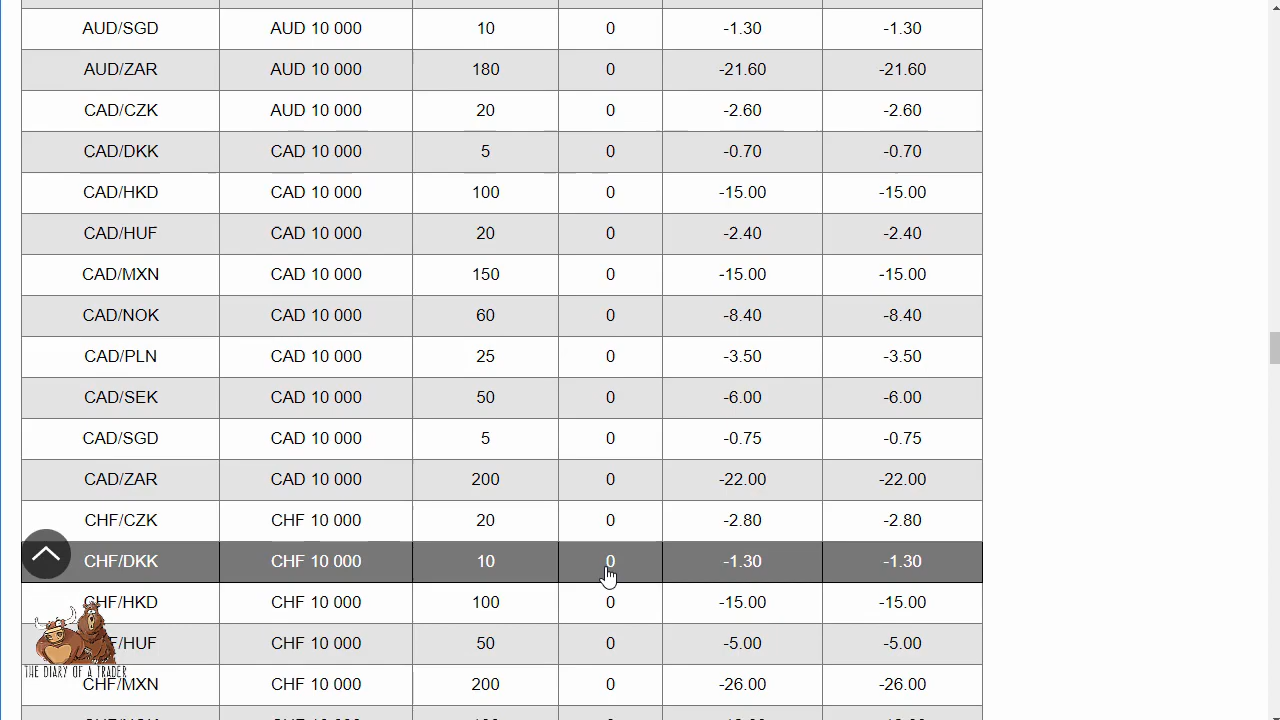 AUD/SGD AUD 10 000 10 0 -1.30 -1.30
AUD/ZAR AUD 10 000 180 0 -21.60 -21.60
CAD/CZK AUD 10 000 20 0 -2.60 -2.60
CAD/DKK CAD 10 000 5 0 -0.70 -0.70
CAD/HKD CAD 10 000 100 0 -15.00 -15.00
CAD/HUF CAD 10 000 20 0 -2.40 -2.40
CAD/MXN CAD 10 000 150 0 -15.00 -15.00
CAD/NOK CAD 10 000 60 0 -8.40 -8.40
CAD/PLN CAD 10 000 25 0 -3.50 -3.50
CAD/SEK CAD 10 000 50 0 -6.00 -6.00
CAD/SGD CAD 10 000 5 0 -0.75 -0.75
CAD/ZAR CAD 10 000 200 0 -22.00 -22.00
CHF/CZK CHF 10 000 20 0 -2.80 -2.80
CHF/DKK CHF 10 000 10 0 -1.30 -1.30
CHF/HKD CHF 10 000 100 0 -15.00 -15.00
F/HUF CHF 10 000 50 0 -5.00 -5.00
THE DIARY OF A TRADER
CHF/MXN CHF 10 000 200 0 -26.00 -26.00